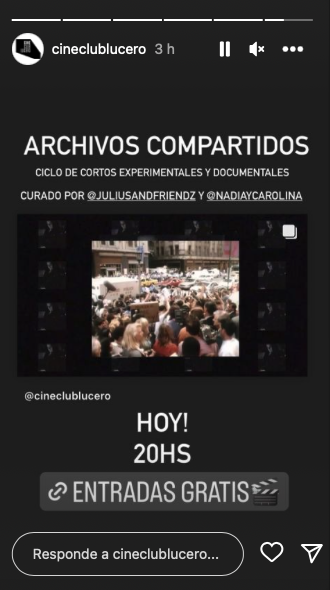 cineclublucero 3 h
ARCHIVOS COMPARTIDOS
CICLO DE CORTOS EXPERIMENTALES Y DOCUMENTALES
CURADO POR @JULIUSANDFRIENDZ Y @NADIAYCAROLINA
@cineclublucero
HOY!
20HS
ENTRADAS GRATIS
Responde a cineclublucero...